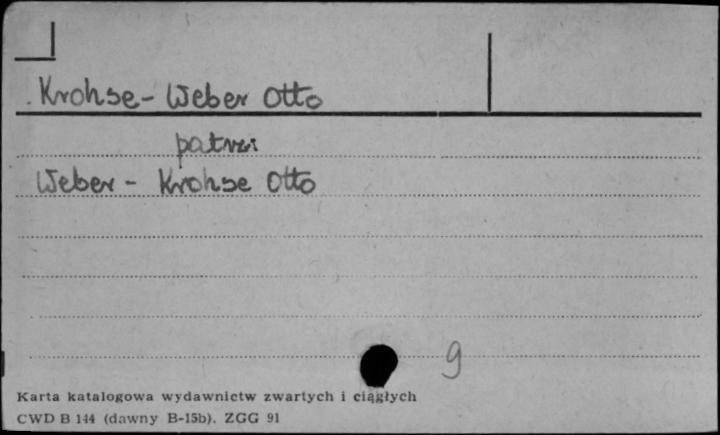 Krohse - Weber Otto
patrz:
Weber - Krohse Otto
9
Karta katalogowa wydawnictw zwartych i ciągłych
CWD B 144 (dawny B-15b). ZGG 91